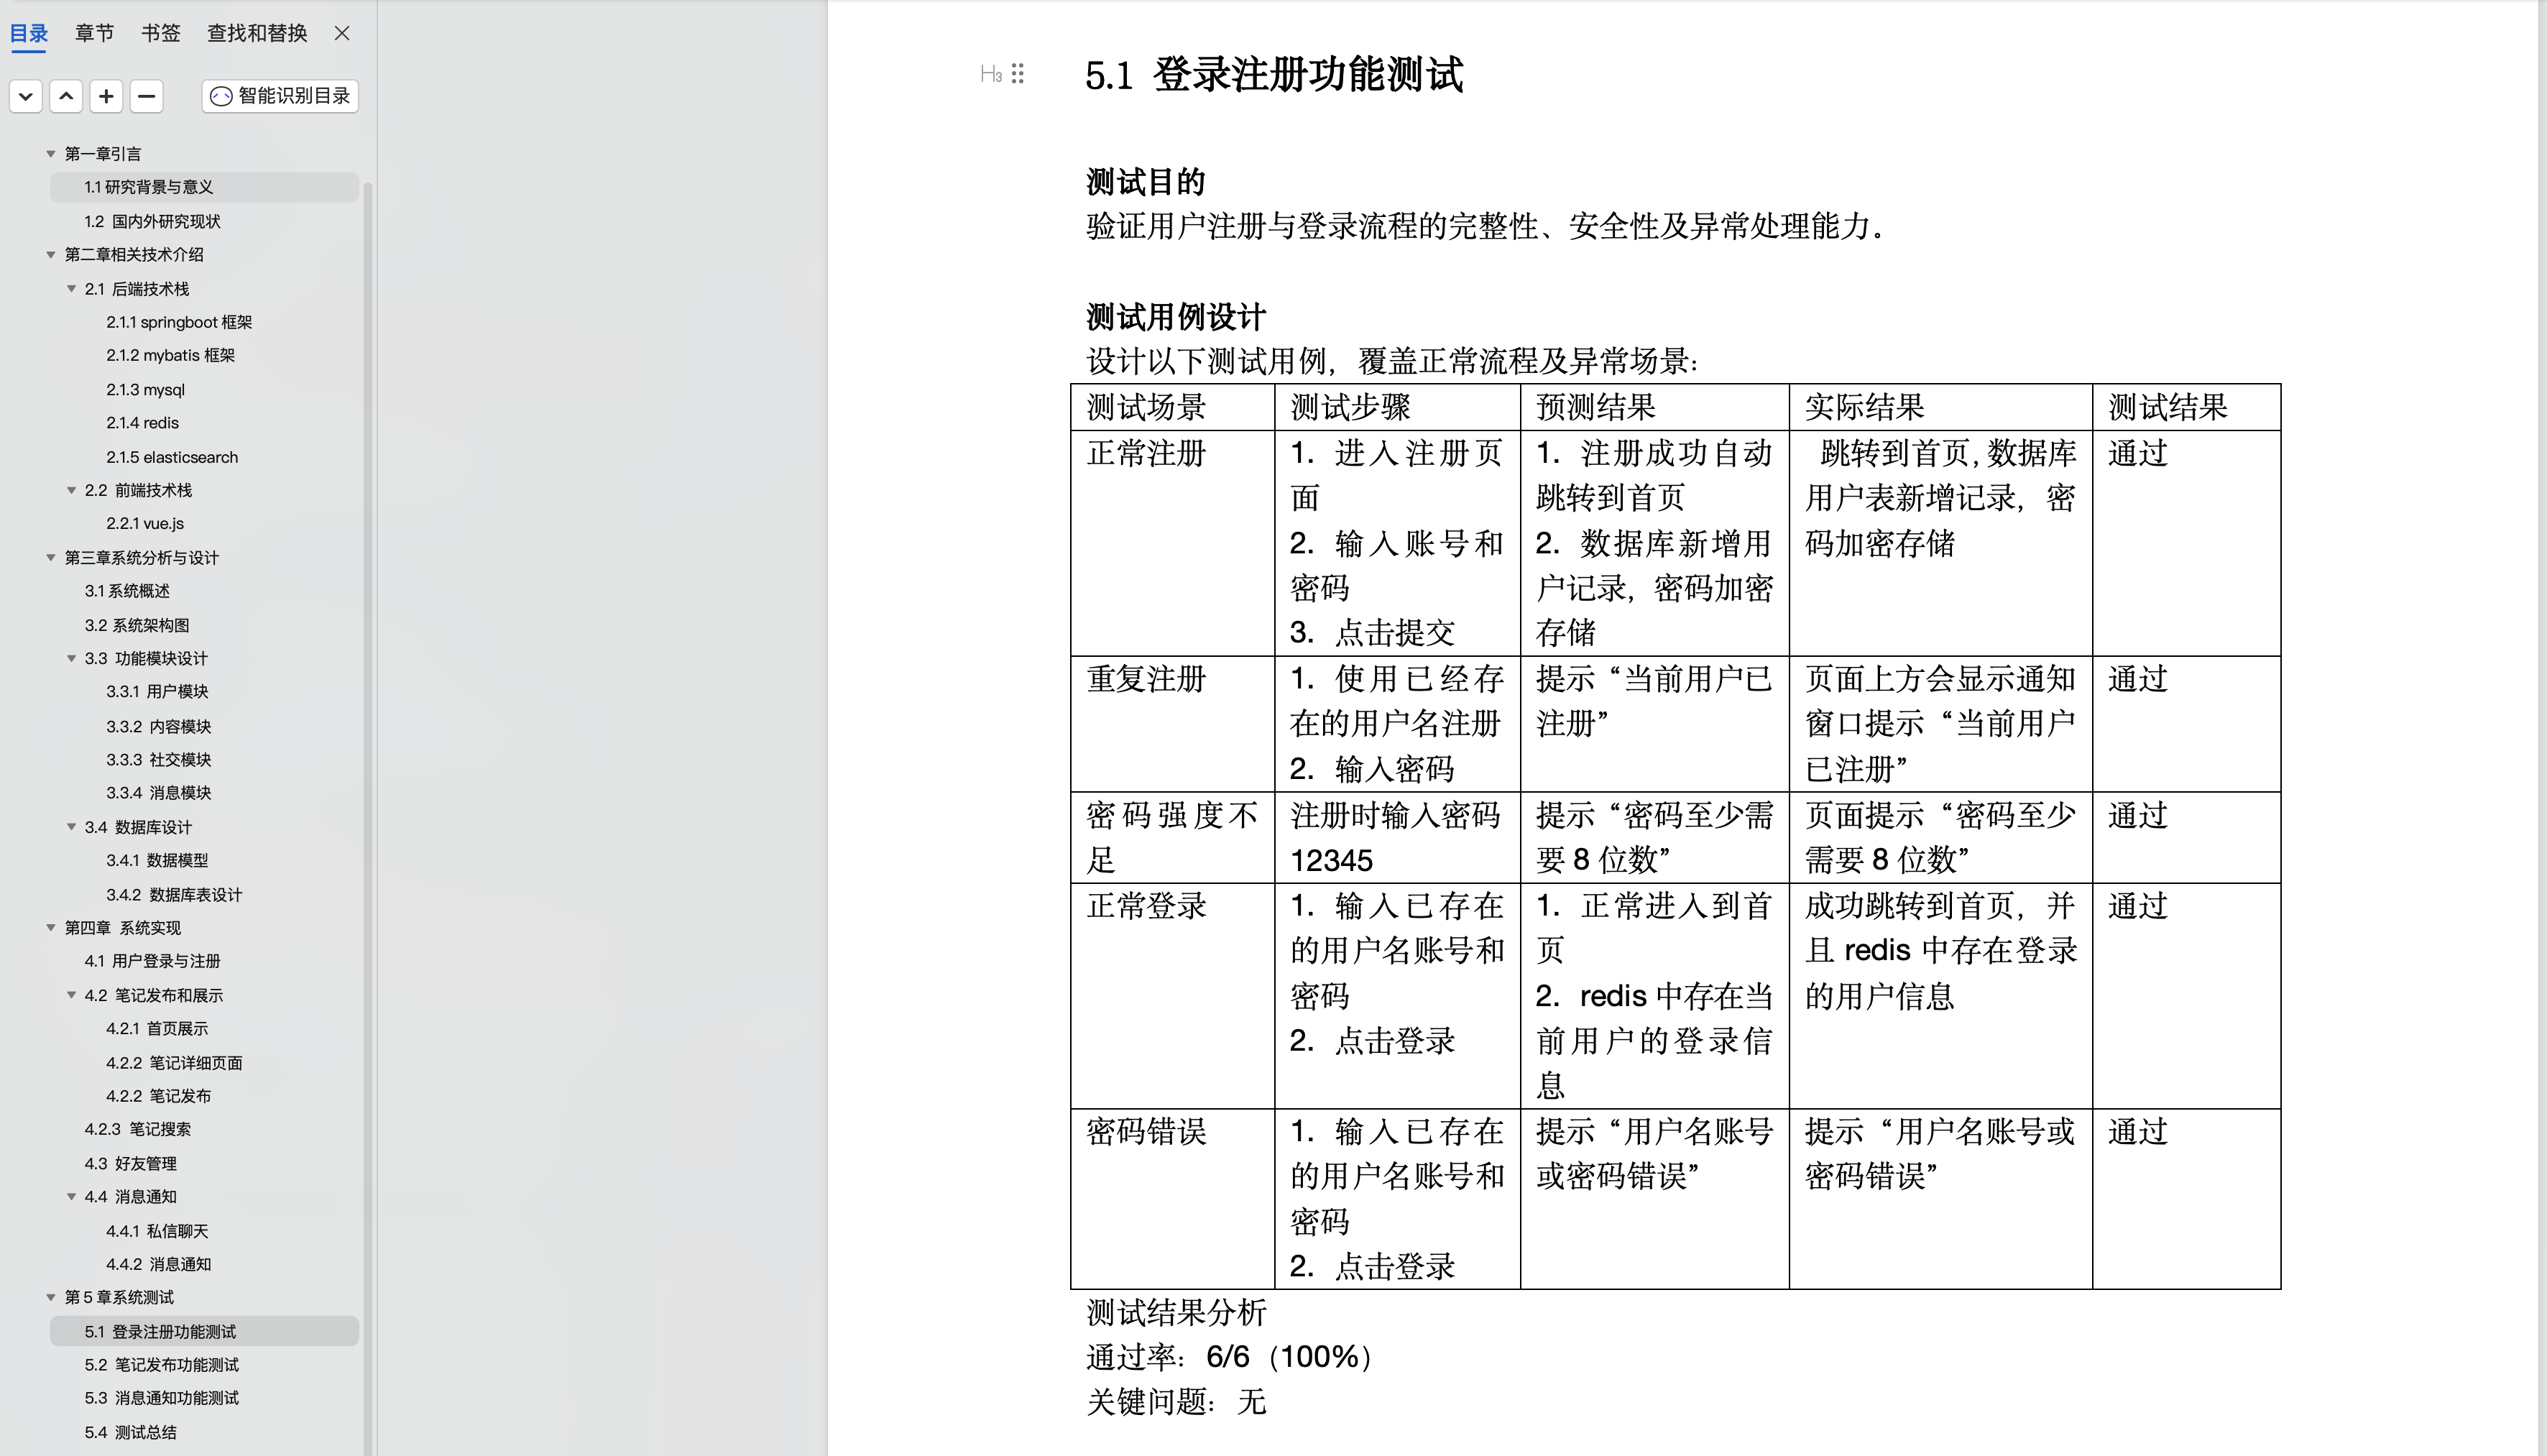 目录 章节 书签 查找和替换
智能识别目录
第一章引言
1.1 研究背景与意义
1.2 国内外研究现状
第二章相关技术介绍
2.1 后端技术栈
2.1.1 springboot 框架
2.1.2 mybatis 框架
2.1.3 mysql
2.1.4 redis
2.1.5 elasticsearch
2.2 前端技术栈
2.2.1 vue.js
第三章系统分析与设计
3.1 系统概述
3.2 系统架构图
3.3 功能模块设计
3.3.1 用户模块
3.3.2 内容模块
3.3.3 社交模块
3.3.4 消息模块
3.4 数据库设计
3.4.1 数据模型
3.4.2 数据库表设计
第四章 系统实现
4.1 用户登录与注册
4.2 笔记发布和展示
4.2.1 首页展示
4.2.2 笔记详细页面
4.2.2 笔记发布
4.2.3 笔记搜索
4.3 好友管理
4.4 消息通知
4.4.1 私信聊天
4.4.2 消息通知
第 5 章系统测试
5.1 登录注册功能测试
5.2 笔记发布功能测试
5.3 消息通知功能测试
5.4 测试总结
H3
5.1 登录注册功能测试
测试目的
验证用户注册与登录流程的完整性、安全性及异常处理能力。
测试用例设计
设计以下测试用例，覆盖正常流程及异常场景：
测试场景 测试步骤 预测结果 实际结果 测试结果
正常注册
1. 进入注册页
面
2. 输入账号和
密码
3. 点击提交
1. 注册成功自动
跳转到首页
2. 数据库新增用
户记录，密码加密
存储
跳转到首页,数据库
用户表新增记录，密
码加密存储
通过
重复注册
1. 使用已经存
在的用户名注册
2. 输入密码
提示“当前用户已
注册”
页面上方会显示通知
窗口提示“当前用户
已注册”
通过
密码强度不
足
注册时输入密码
12345
提示“密码至少需
要 8 位数”
页面提示“密码至少
需要 8 位数”
通过
正常登录
1. 输入已存在
的用户名账号和
密码
2. 点击登录
1. 正常进入到首
页
2. redis 中存在当
前用户的登录信
息
成功跳转到首页，并
且 redis 中存在登录
的用户信息
通过
密码错误
1. 输入已存在
的用户名账号和
密码
2. 点击登录
提示“用户名账号
或密码错误”
提示“用户名账号或
密码错误”
通过
测试结果分析
通过率：6/6（100%）
关键问题：无